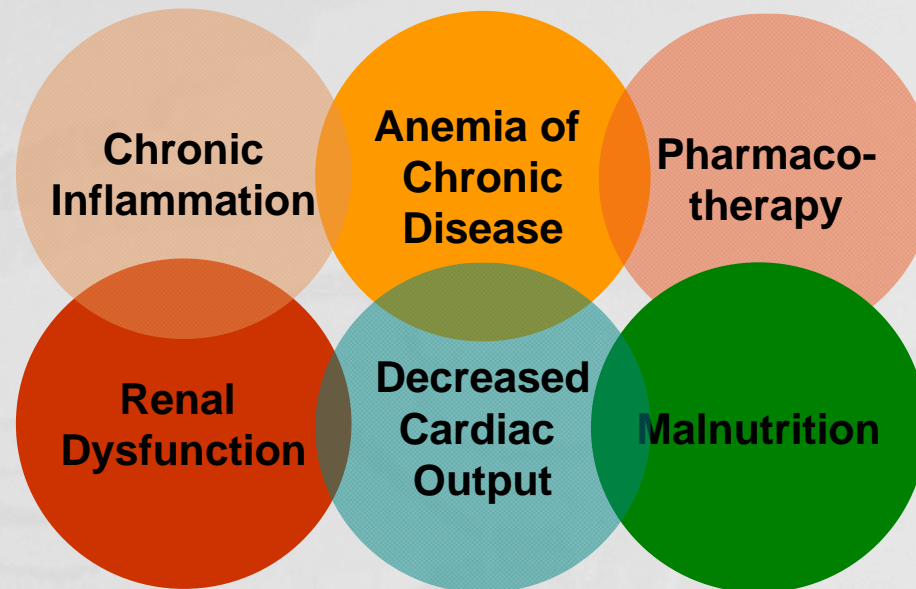 Chronic
Inflammation
Anemia of
Chronic
Disease
Pharmaco-
therapy
Renal
Dysfunction
Decreased
Cardiac
Output
Malnutrition